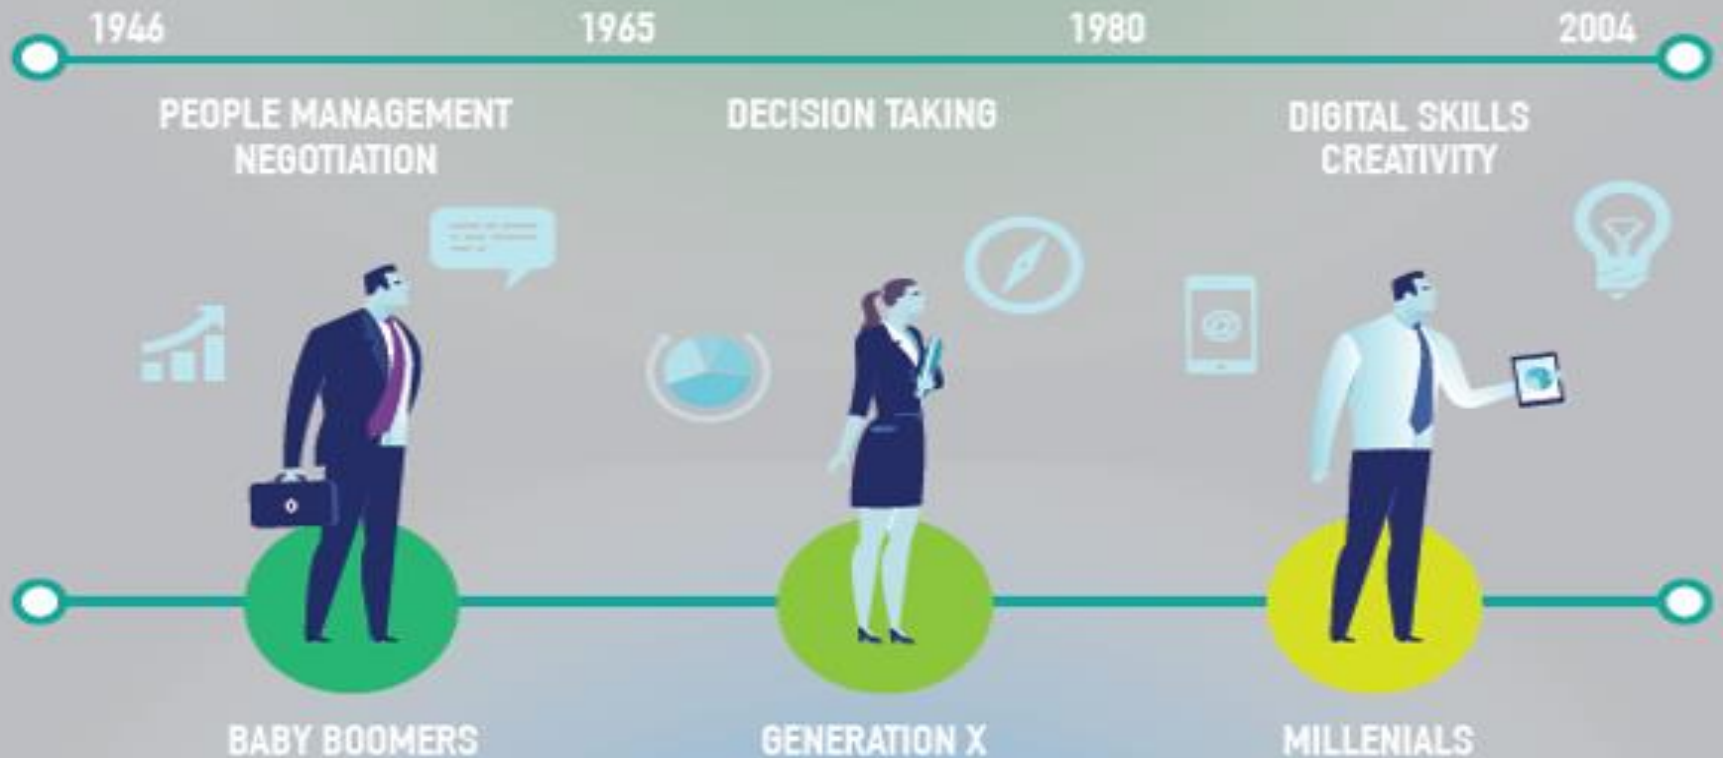 1946 1965 1980 2004
PEOPLE MANAGEMENT
NEGOTIATION
DECISION TAKING
DIGITAL SKILLS
CREATIVITY
BABY BOOMERS
GENERATION X
MILLENIALS